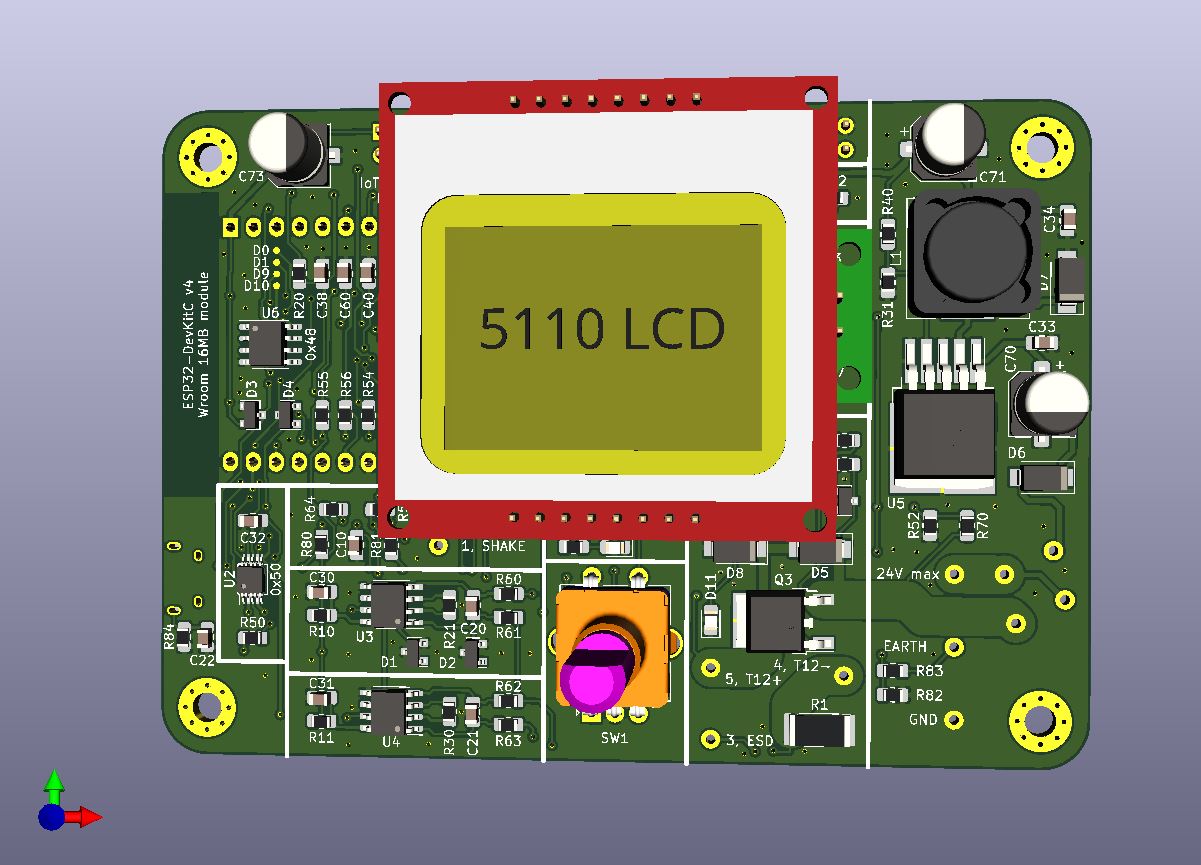 C73
IoT
+
C71
2
R40
C34
L1
D7
R31
D0
D1
D9
D10
R20
C38
C60
C40
U6
0x48
ESP32-DevKitC v4
Wroom 16MB module
5110 LCD
C33
C70
+
D3
D4
R55
R56
R54
D6
U5
R52
R70
R64
R5
C32
R80
C10
R81
1, SHAKE
U2
0x50
C30
R60
D8
D5
24V max
D11
Q3
R10
U3
R21
C20
R61
R50
R84
C22
D1
D2
4, T12-
5, T12+
EARTH
R83
R82
GND
C31
R62
R11
U4
R30
C21
R63
SW1
R1
3, ESD